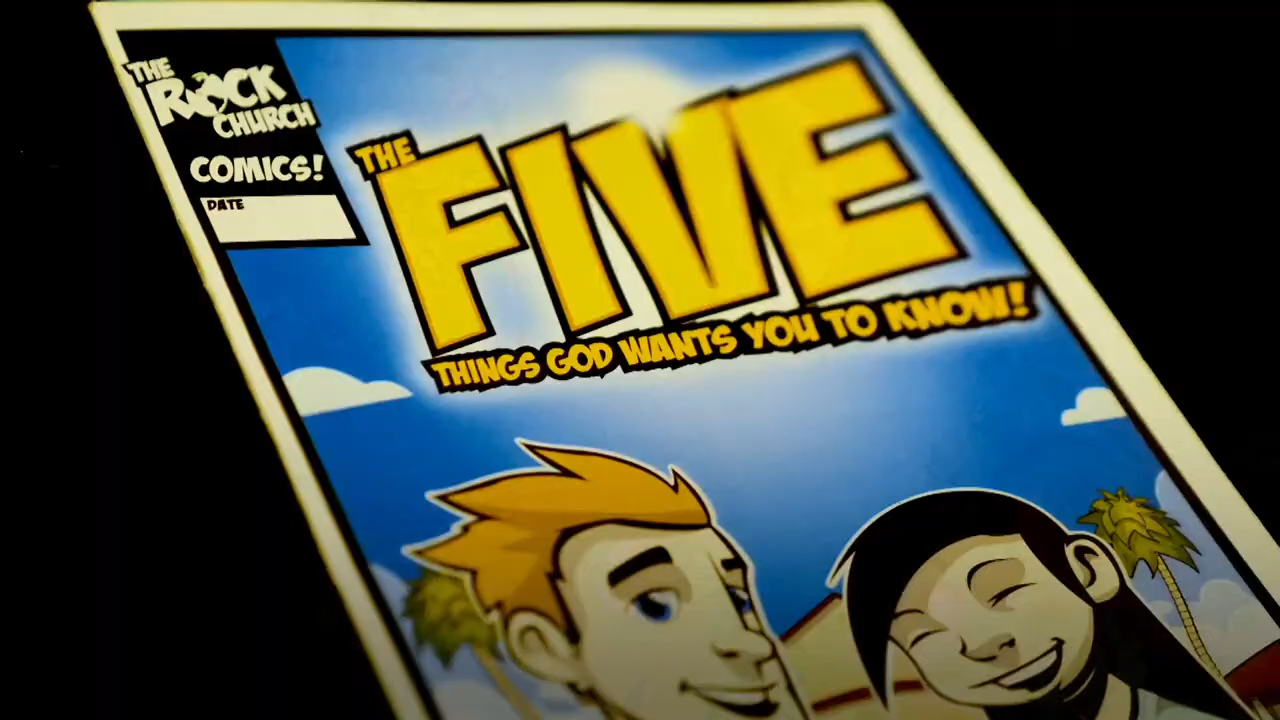 THE
ROCK
CHURCH
COMICS!
DATE
THE
FIVE
THINGS GOD WANTS YOU TO KNOW!